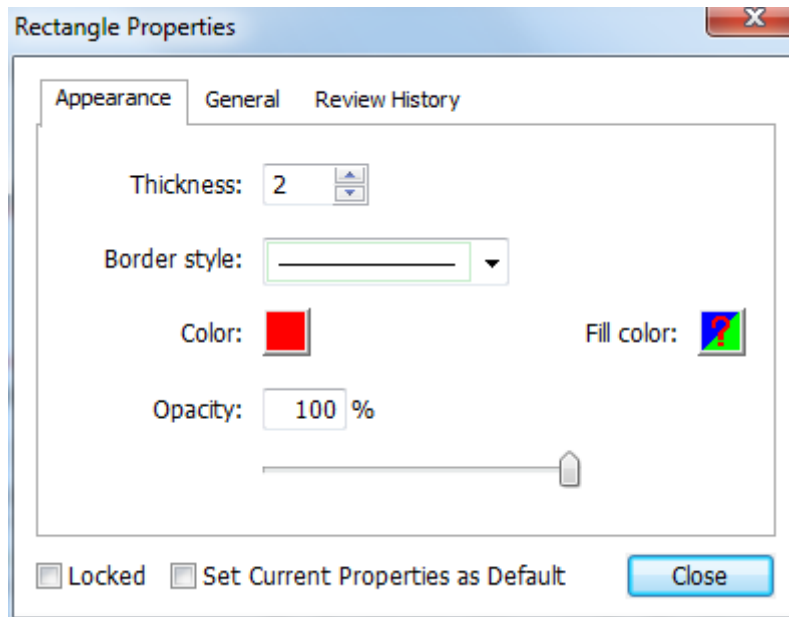 Rectangle Properties
Appearance General Review History
Thickness: 2
Border style:
Color: Fill color: ?
Opacity: 100 %
Locked Set Current Properties as Default Close